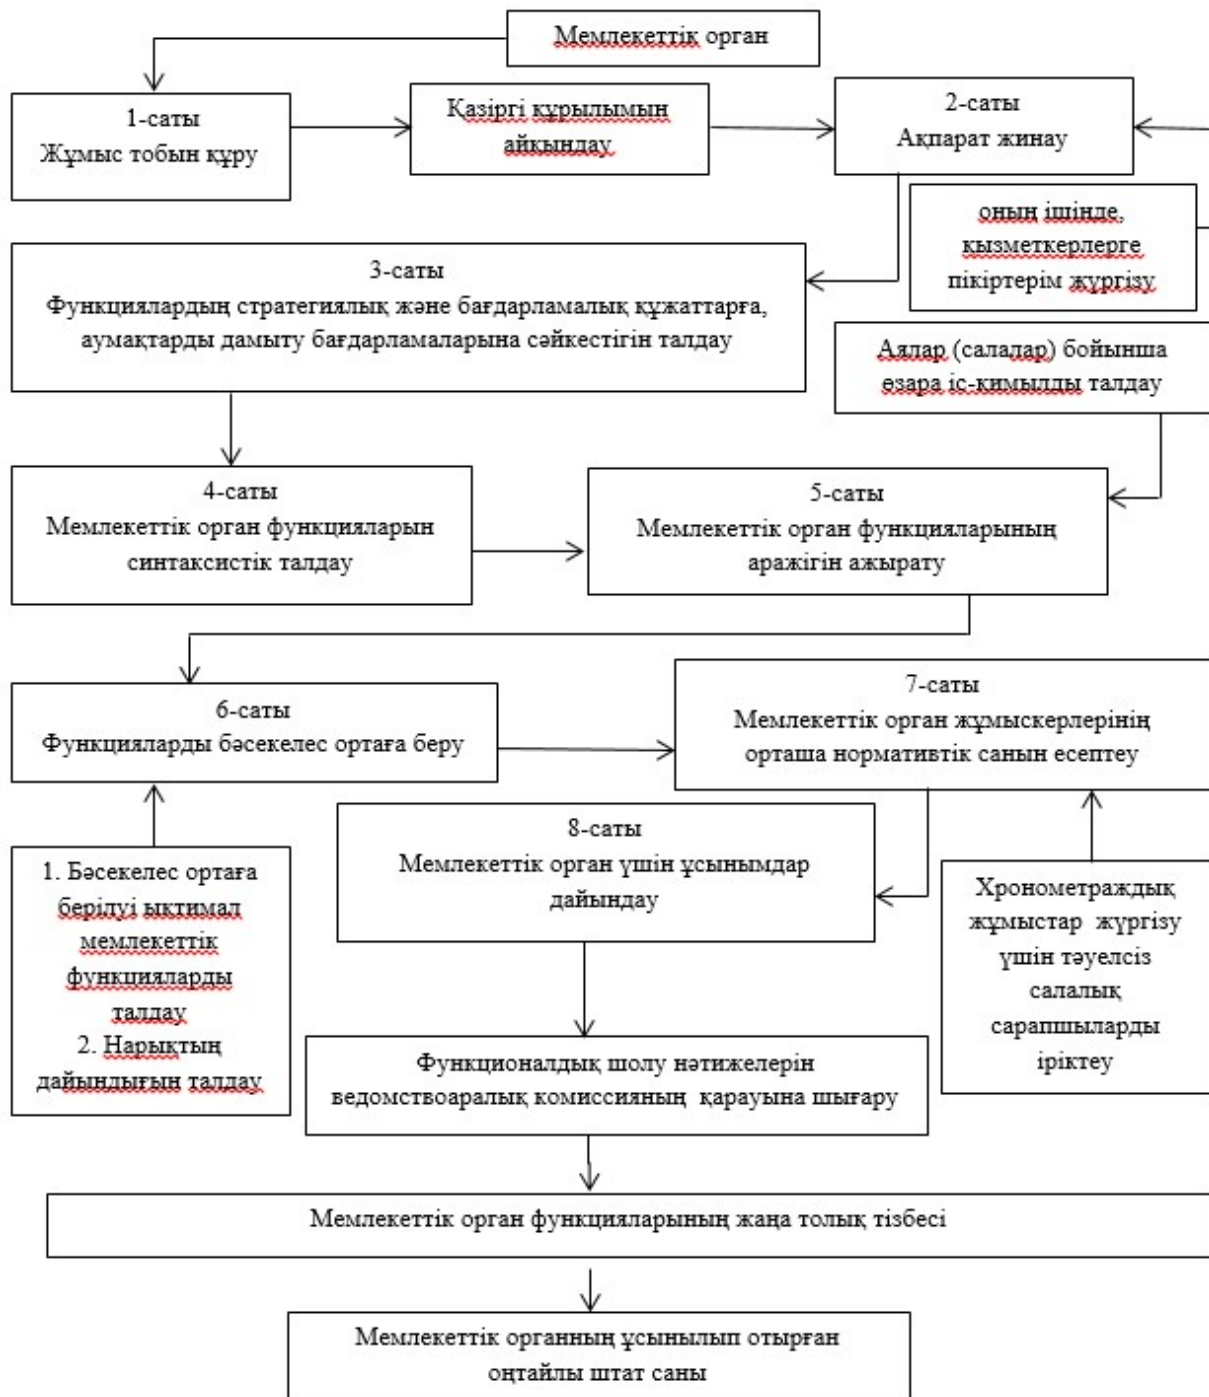 Мемлекеттік орган
1-саты
Жұмыс тобын құру
Қазіргі құрылымын
айқындау
2-саты
Ақпарат жинау
оның ішінде,
қызметкерлерге
пікіртерім жүргізу
3-саты
Функциялардың стратегиялық және бағдарламалық құжаттарға,
аумақтарды дамыту бағдарламаларына сәйкестігін талдау
Аялар (салалар) бойынша
өзара іс-қимылды талдау
4-саты
Мемлекеттік орган функцияларын
синтаксистік талдау
5-саты
Мемлекеттік орган функцияларының
аражігін ажырату
6-саты
Функцияларды бәсекелес ортаға беру
7-саты
Мемлекеттік орган жұмыскерлерінің
орташа нормативтік санын есептеу
8-саты
Мемлекеттік орган үшін ұсынымдар
дайындау
1. Бәсекелес ортаға
берілуі ықтимал
мемлекеттік
функцияларды
талдау
2. Нарықтың
дайындығын талдау
Хронометраждық
жұмыстар жүргізу
үшін тәуелсіз
салалық
сарапшыларды
іріктеу
Функционалдық шолу нәтижелерін
ведомствоаралық комиссияның қарауына шығару
Мемлекеттік орган функцияларының жаңа толық тізбесі
Мемлекеттік органның ұсынылып отырған
оңтайлы штат саны